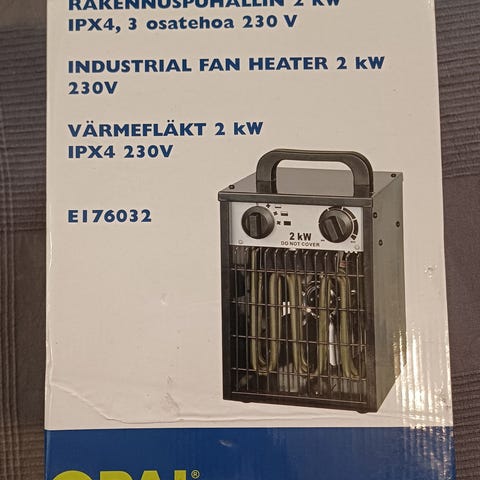 RAKENNUSPUHALLIN 2 kW
IPX4, 3 osatehoa 230 V
INDUSTRIAL FAN HEATER 2 kW
230V
VÄRMEFLÄKT 2 kW
IPX4 230V
E176032
2 kW
DO NOT COVER
OPAL®